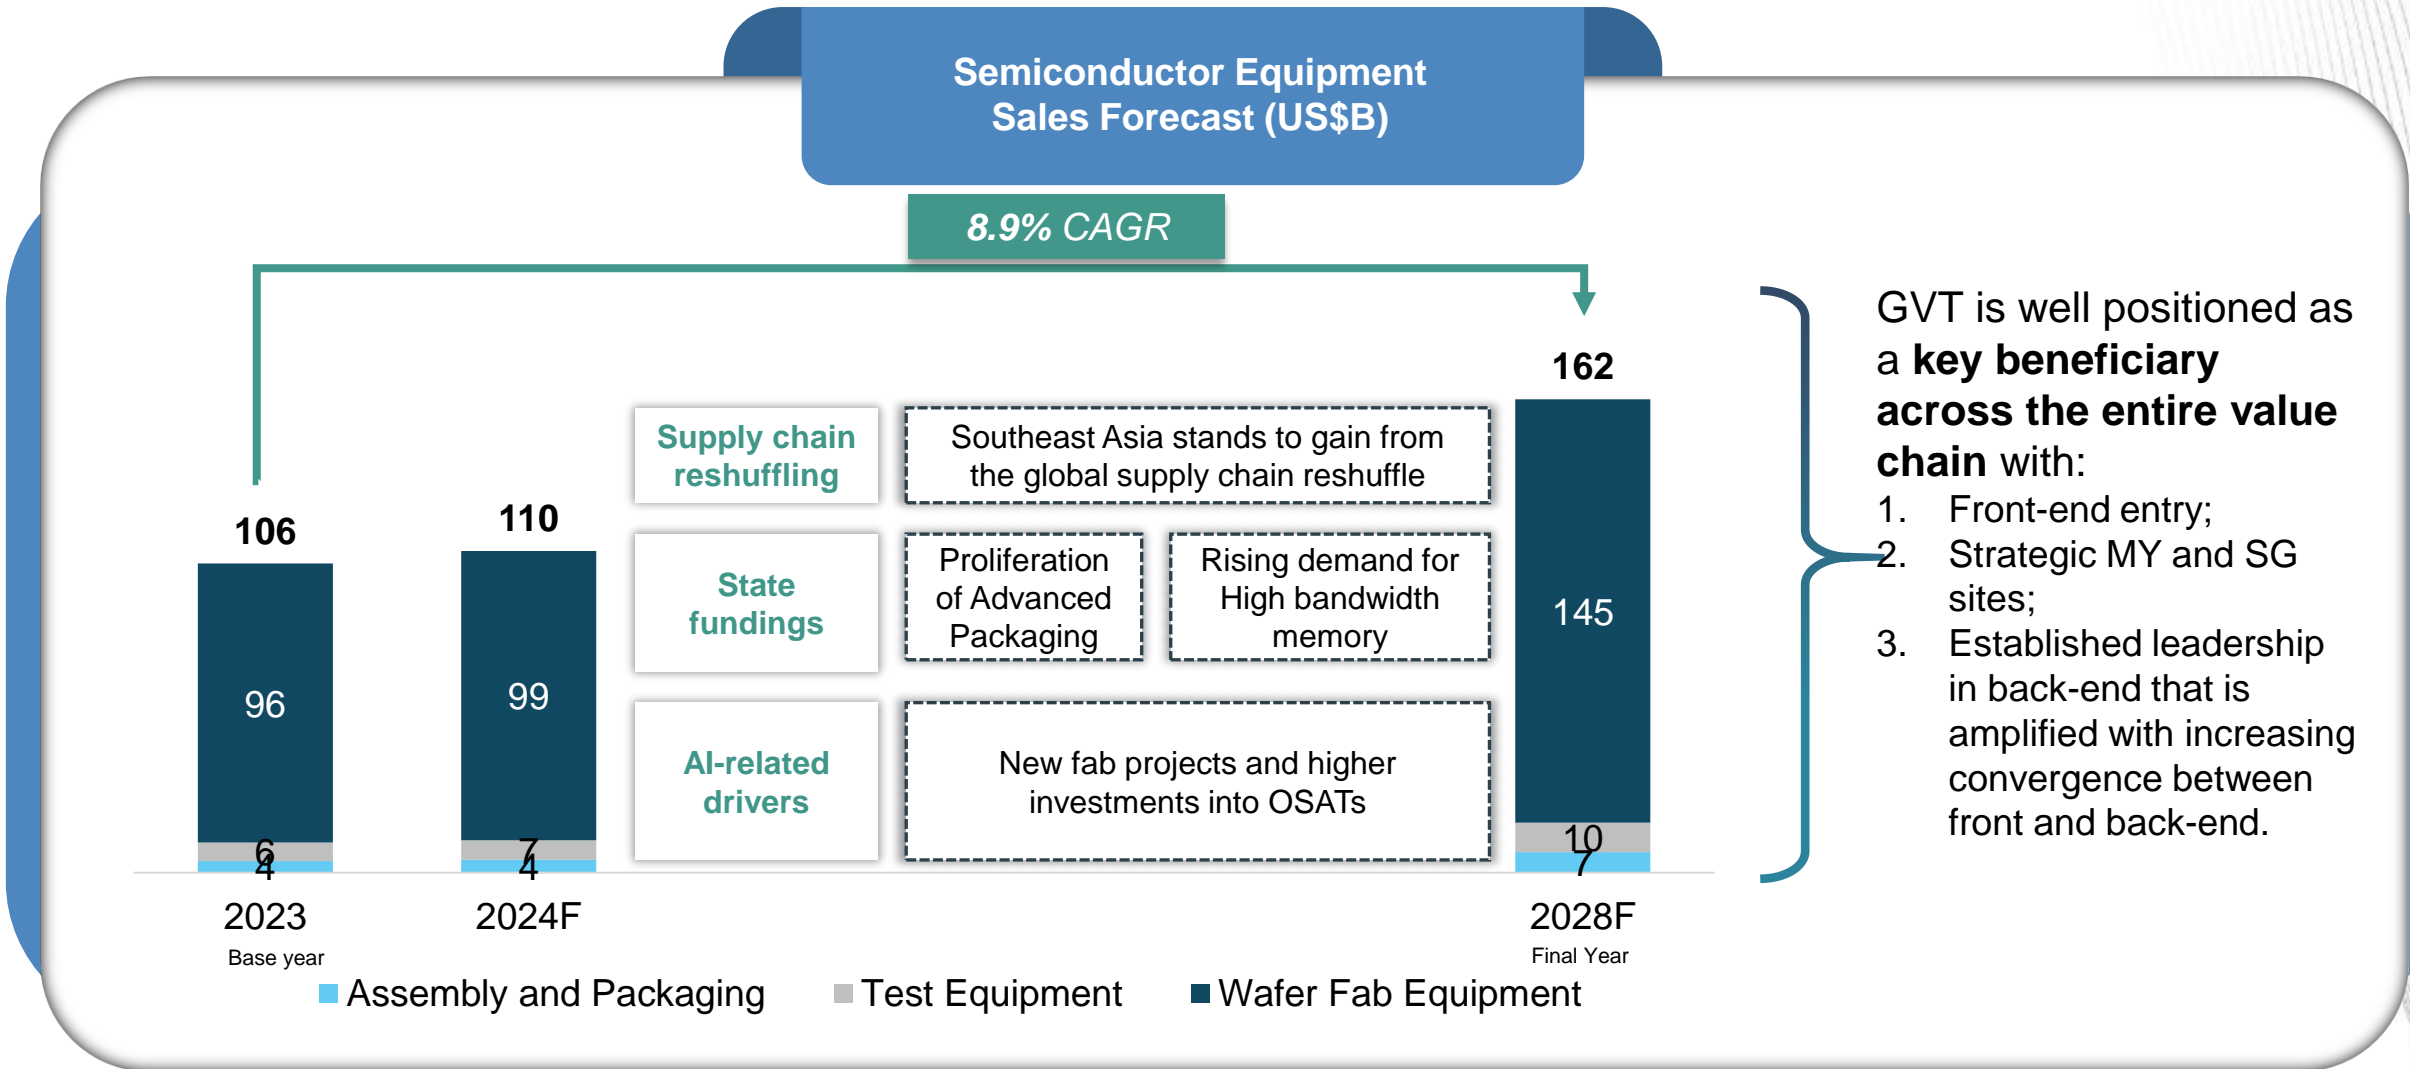 Semiconductor Equipment
Sales Forecast (US$B)
8.9% CAGR
106
110
162
96
99
145
6
7
10
4
4
7
Supply chain
reshuffling
Southeast Asia stands to gain from
the global supply chain reshuffle
State
fundings
Proliferation
of Advanced
Packaging
Rising demand for
High bandwidth
memory
AI-related
drivers
New fab projects and higher
investments into OSATs
2023
2024F
2028F
Base year
Final Year
Assembly and Packaging
Test Equipment
Wafer Fab Equipment
GVT is well positioned as
a key beneficiary
across the entire value
chain with:
1. Front-end entry;
2. Strategic MY and SG
sites;
3. Established leadership
in back-end that is
amplified with increasing
convergence between
front and back-end.